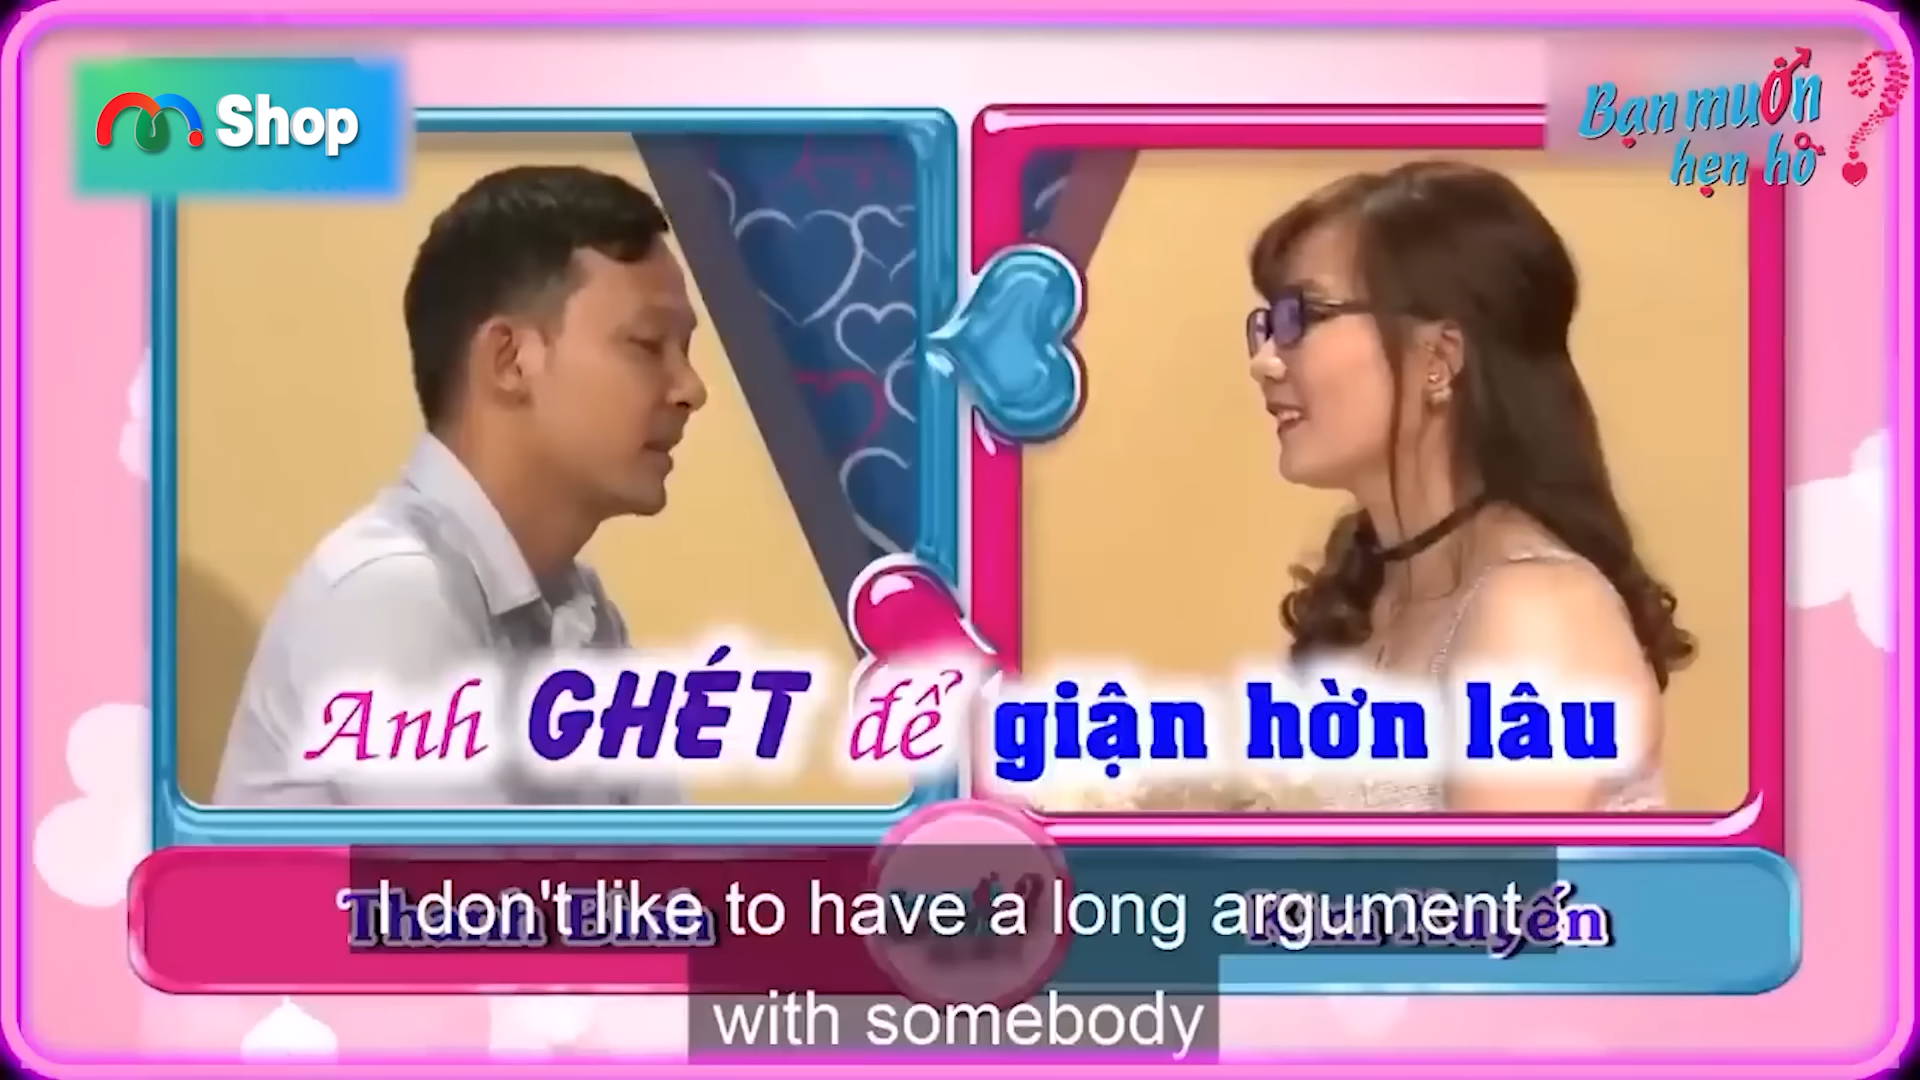 Shop
Bạn muốn
hẹn hò ?
Anh GHÉT để giận hờn lâu
I don't like to have a long argument
with somebody